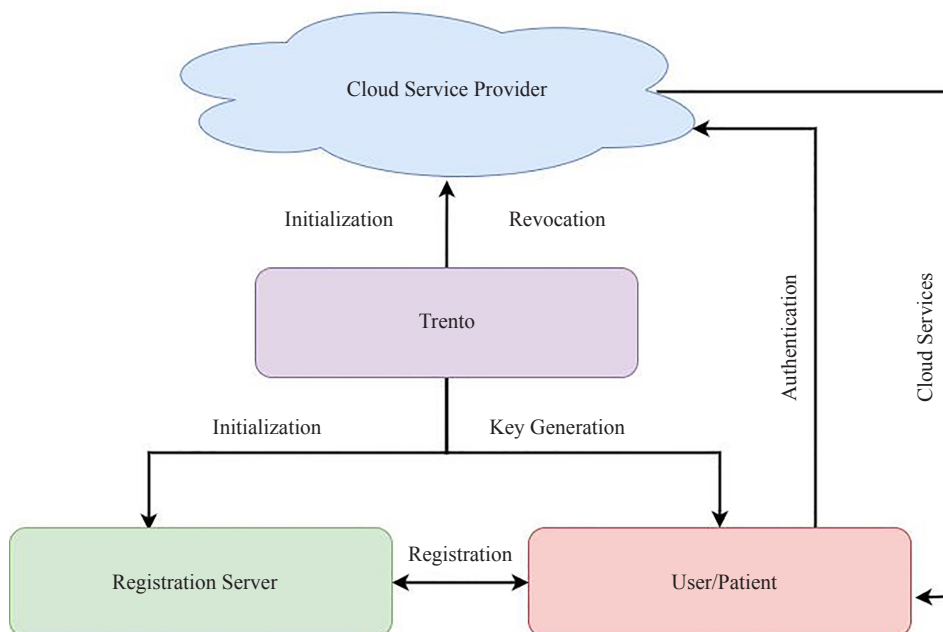 Cloud Service Provider
Initialization
Revocation
Trento
Authentication
Cloud Services
Initialization
Key Generation
Registration
Registration Server
User/Patient